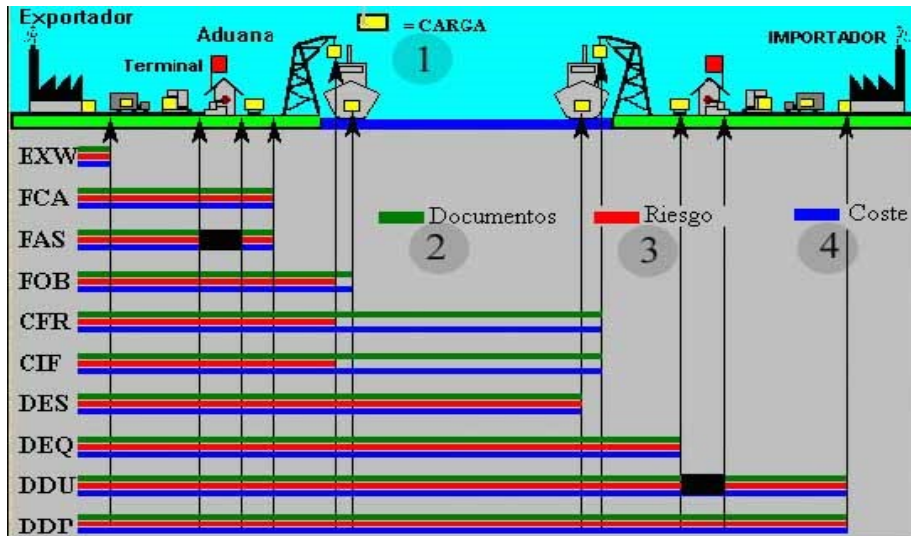 Exportador
= CARGA
Aduana
IMPORTADOR
Terminal
1
EXW
FCA
Documentos
Riesgo
Coste
FAS
2
3
4
FOB
CFR
CIF
DES
DEQ
DDU
DDP